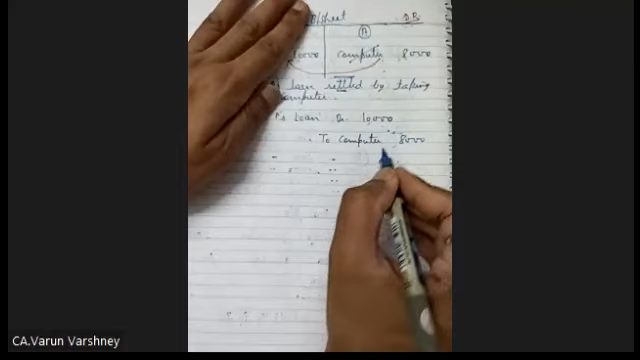 B/Sheet
10000 Computer 8000
loan settled by taking
computer.
's loan Dr. 10000
To computer 8000
CA.Varun Varshney